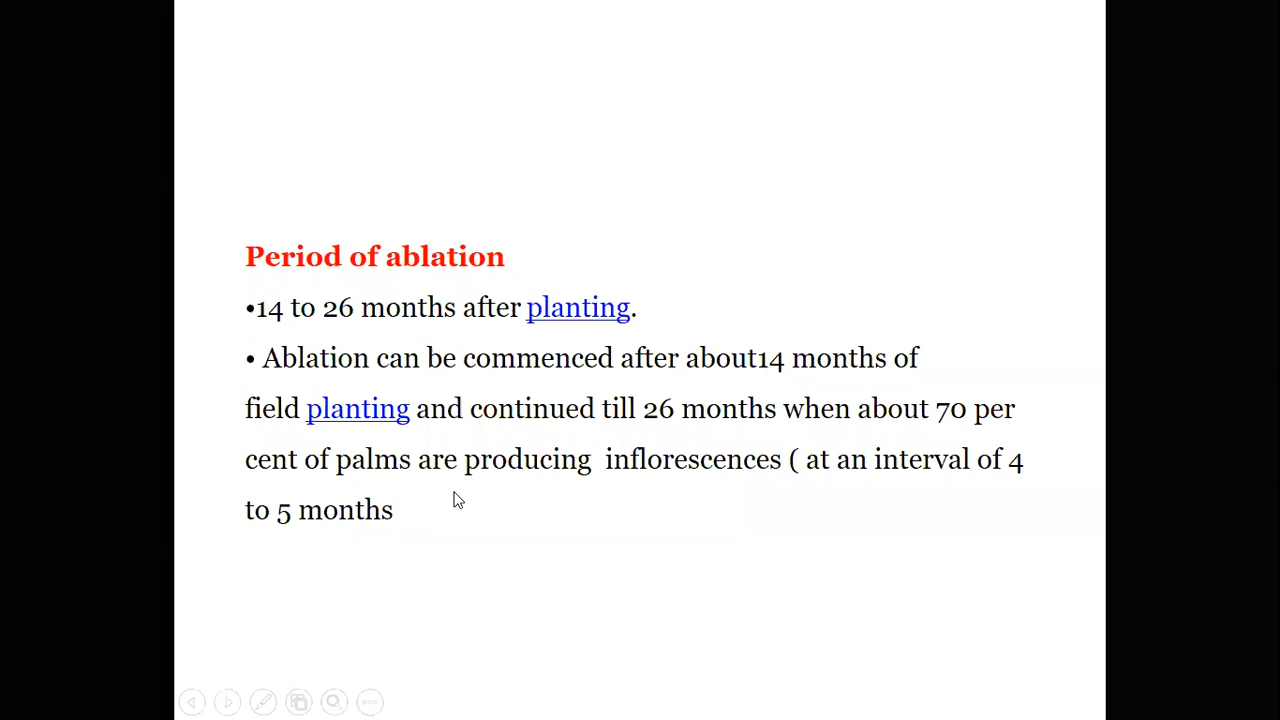 Period of ablation
•14 to 26 months after planting.
• Ablation can be commenced after about14 months of
field planting and continued till 26 months when about 70 per
cent of palms are producing  inflorescences ( at an interval of 4
to 5 months